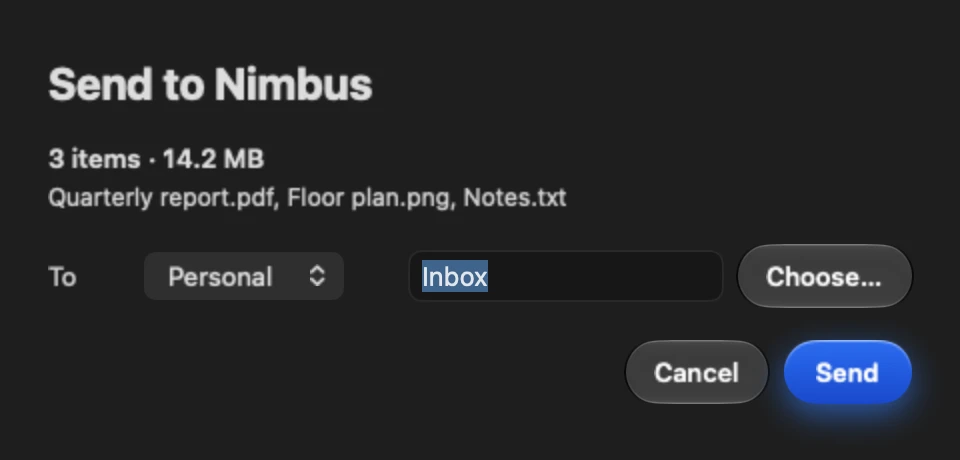 Send to Nimbus
3 items · 14.2 MB
Quarterly report.pdf, Floor plan.png, Notes.txt
To Personal Inbox Choose...
Cancel Send